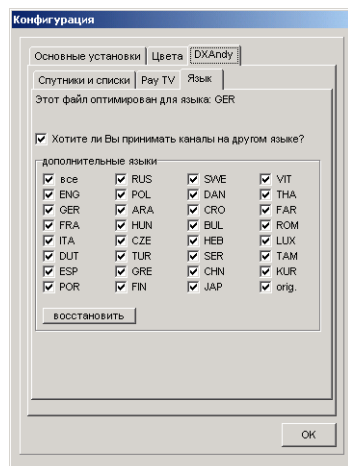 Конфигурация
Основные установки Цвета DXAndy
Спутники и списки Pay TV Язык
Этот файл оптимирован для языка: GER
Хотите ли Вы принимать каналы на другом языке?
дополнительные языки
все RUS SWE VIT
ENG POL DAN THA
GER ARA CRO FAR
FRA HUN BUL ROM
ITA CZE HEB LUX
DUT TUR SER TAM
ESP GRE CHN KUR
POR FIN JAP orig.
восстановить
OK